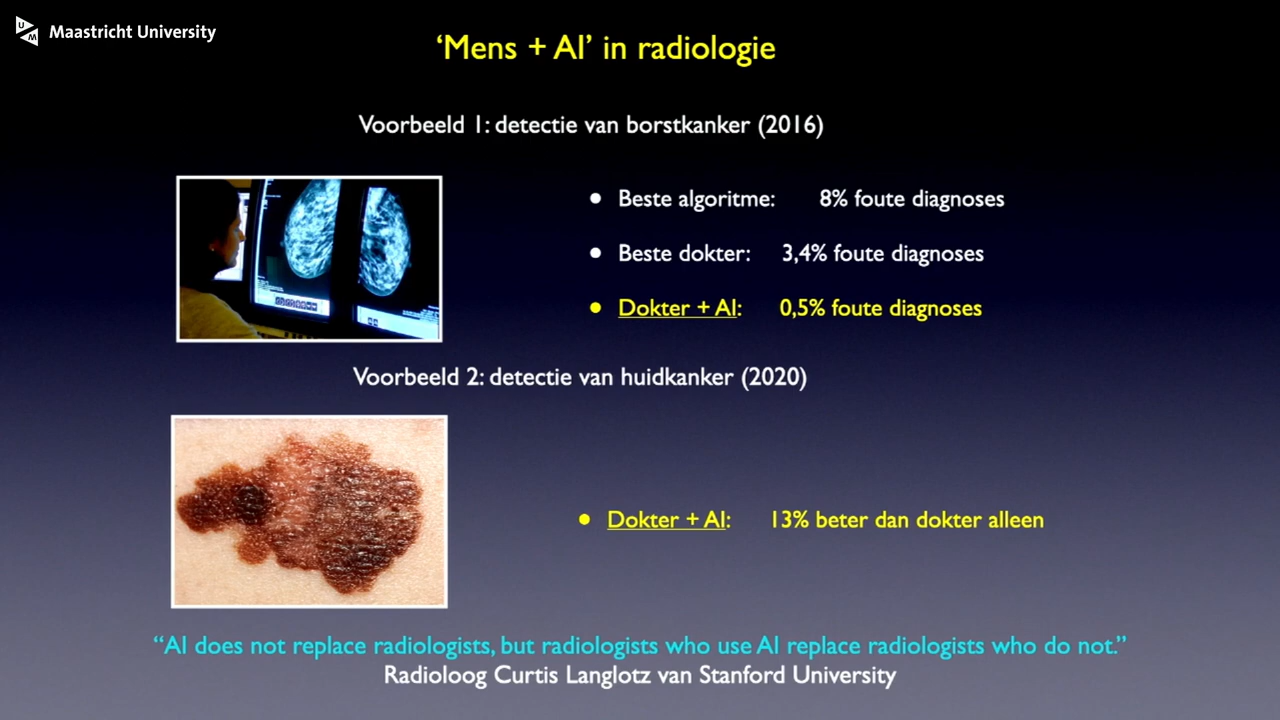 Maastricht University
‘Mens + AI’ in radiologie
Voorbeeld 1: detectie van borstkanker (2016)
• Beste algoritme: 8% foute diagnoses
• Beste dokter: 3,4% foute diagnoses
• Dokter + AI: 0,5% foute diagnoses
Voorbeeld 2: detectie van huidkanker (2020)
• Dokter + AI: 13% beter dan dokter alleen
“AI does not replace radiologists, but radiologists who use AI replace radiologists who do not.”
Radioloog Curtis Langlotz van Stanford University